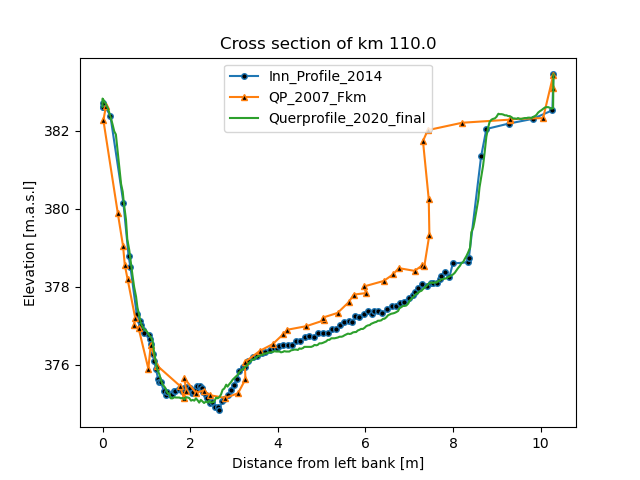 Cross section of km 110.0
Inn_Profile_2014
QP_2007_Fkm
Querprofile_2020_final
Elevation [m.a.s.l]
382
380
378
376
0 2 4 6 8 10
Distance from left bank [m]